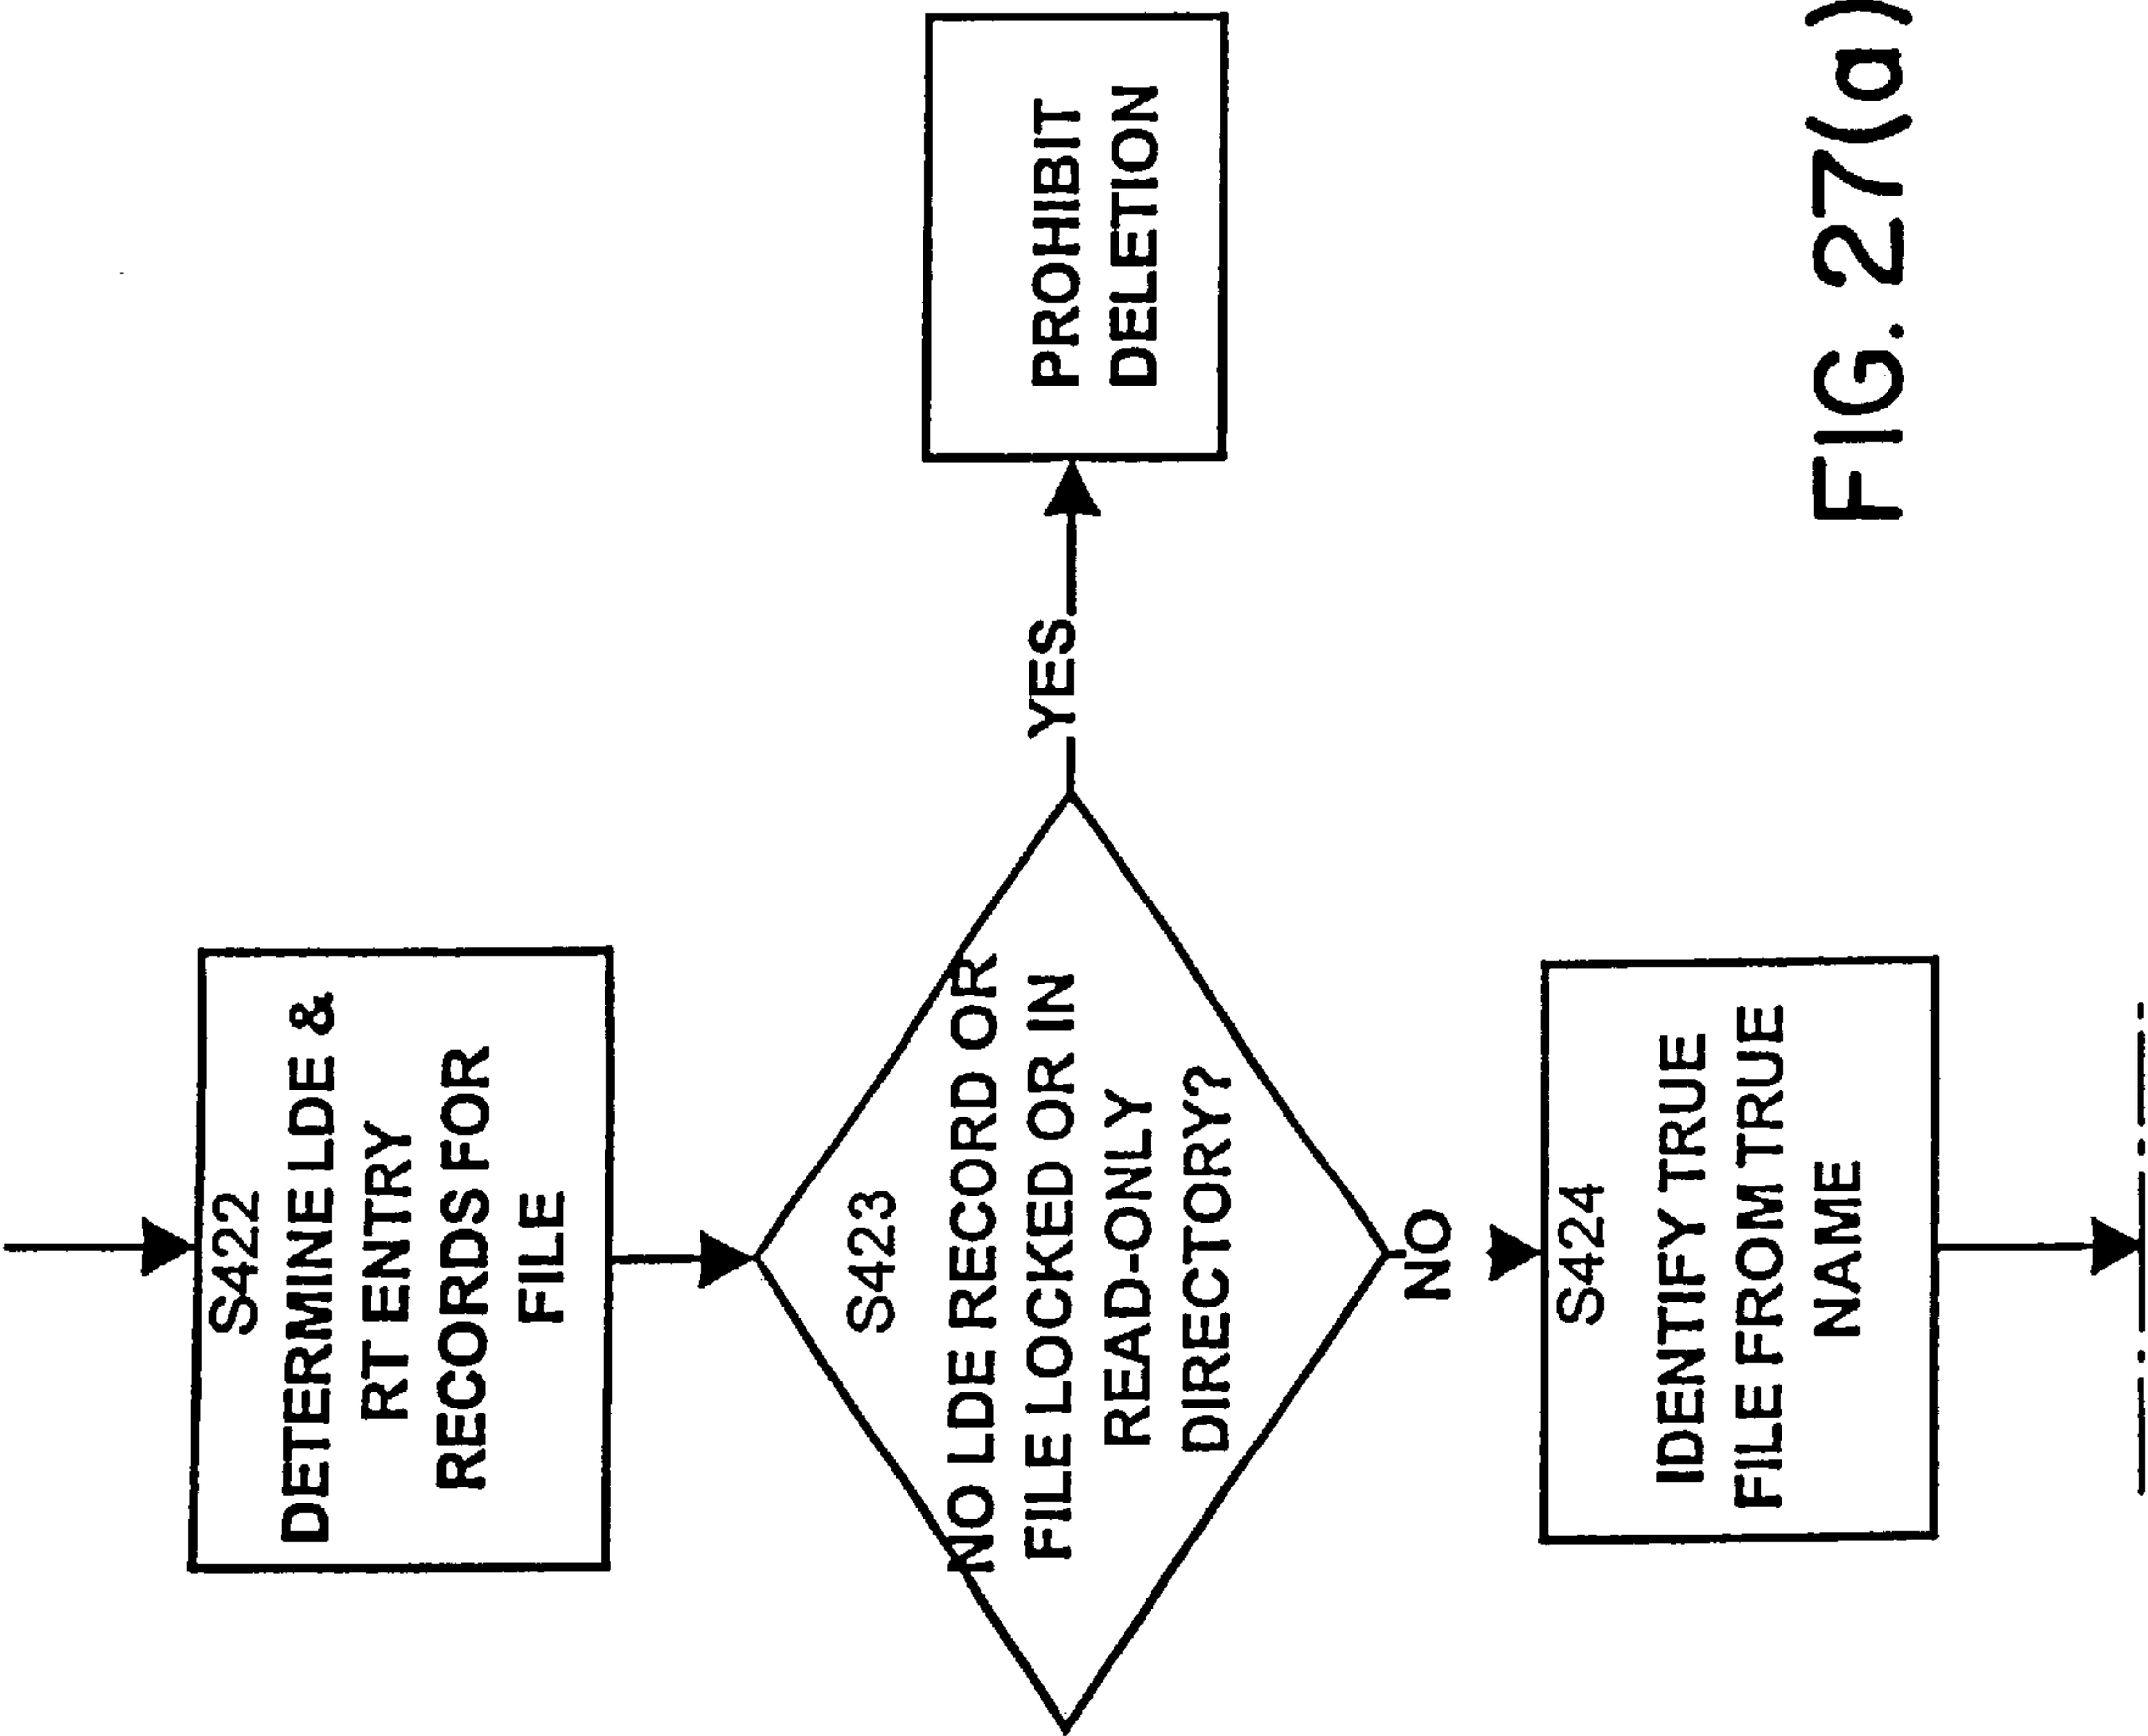 S422
DETERMINE LDE &
RT ENTRY
RECORDS FOR
FILE
S423
NO LDE RECORD OR
FILE LOCKED OR IN
READ-ONLY
DIRECTORY?
YES
PROHIBIT
DELETION
NO
S424
IDENTIFY TRUE
FILE FROM TRUE
NAME
FIG. 27(a)